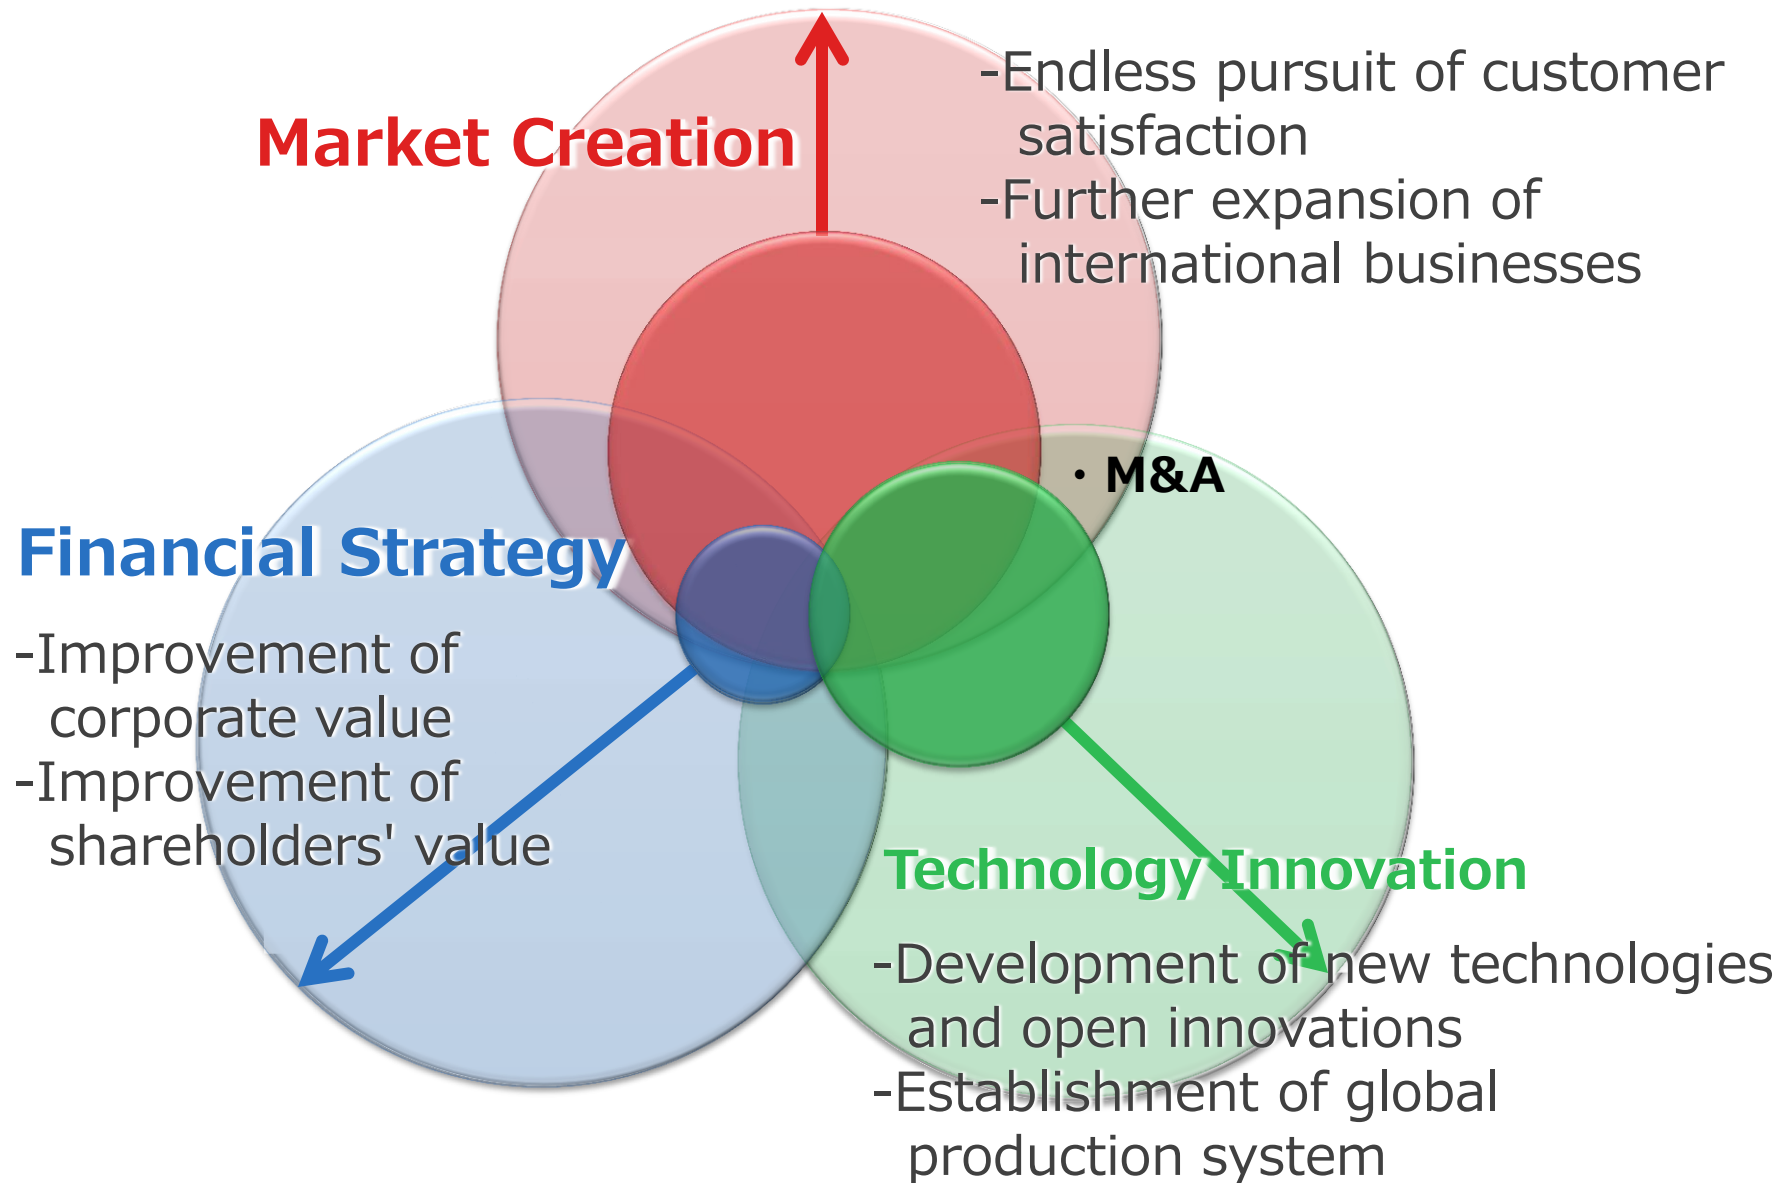 Market Creation
-Endless pursuit of customer
satisfaction
-Further expansion of
international businesses
・M&A
Financial Strategy
-Improvement of
corporate value
-Improvement of
shareholders' value
Technology Innovation
-Development of new technologies
and open innovations
-Establishment of global
production system